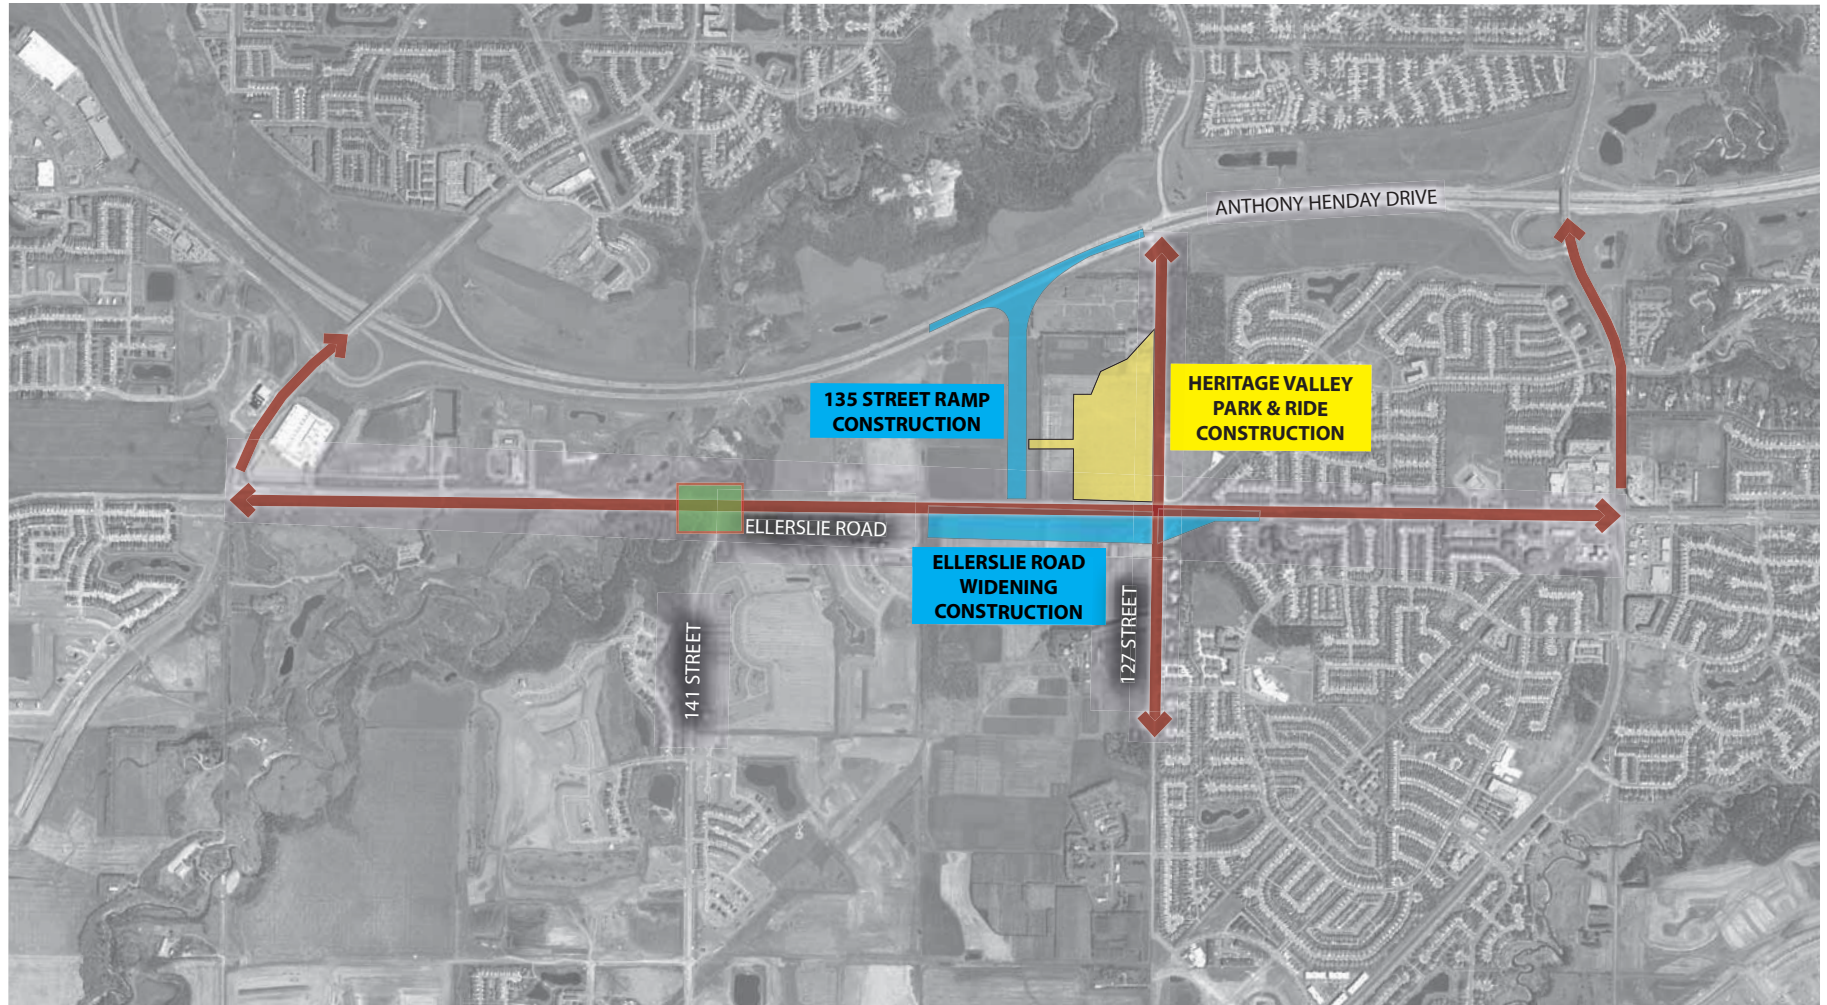 ANTHONY HENDAY DRIVE
135 STREET RAMP
CONSTRUCTION
HERITAGE VALLEY
PARK & RIDE
CONSTRUCTION
ELLERSLIE ROAD
ELLERSLIE ROAD
WIDENING
CONSTRUCTION
141 STREET
127 STREET